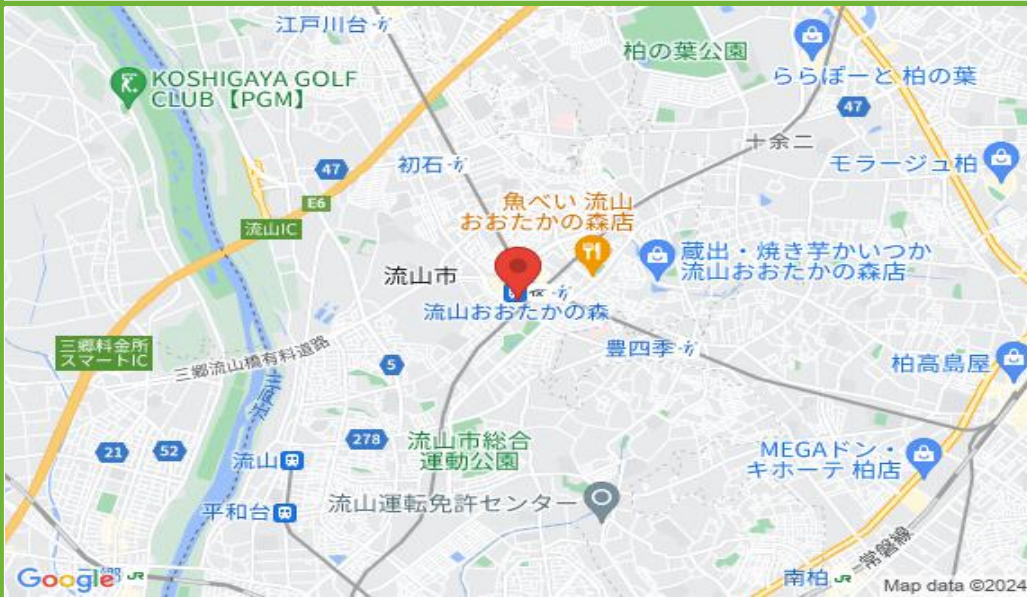 江戸川台
柏の葉公園
ららぽーと 柏の葉
KOSHIGAYA GOLF
CLUB【PGM】
47
十余二
47
初石
モラージュ柏
E6
魚べい 流山
おおたかの森店
流山IC
蔵出・焼き芋かいつか
流山おおたかの森店
流山市
流山おおたかの森
三郷料金所
スマートIC
三郷流山橋有料道路
豊四季
5
柏高島屋
21
52
278
流山市総合
運動公園
MEGAドン・
キホーテ 柏店
流山
流山運転免許センター
平和台
常磐線
南柏
JR
Google
JR
Map data ©2024